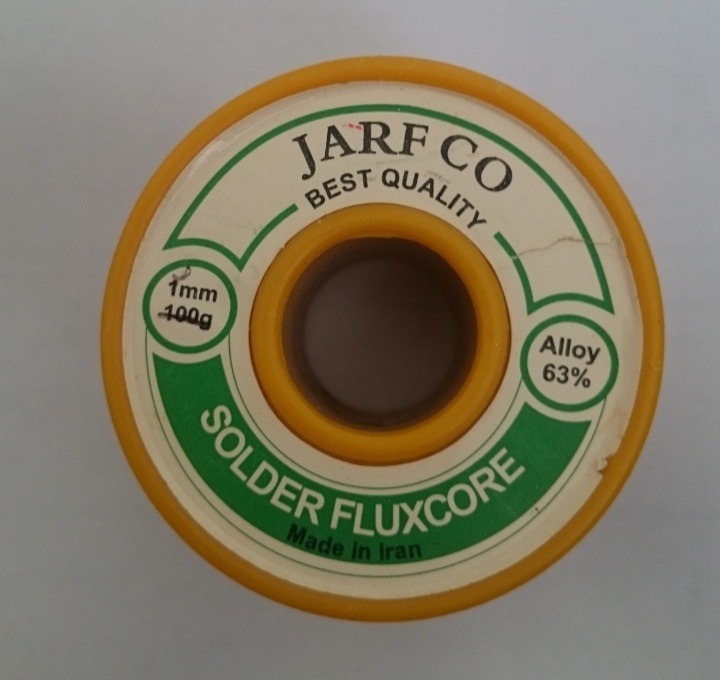 JARF CO
BEST QUALITY
1mm
100g
Alloy
63%
SOLDER FLUXCORE
Made in iran